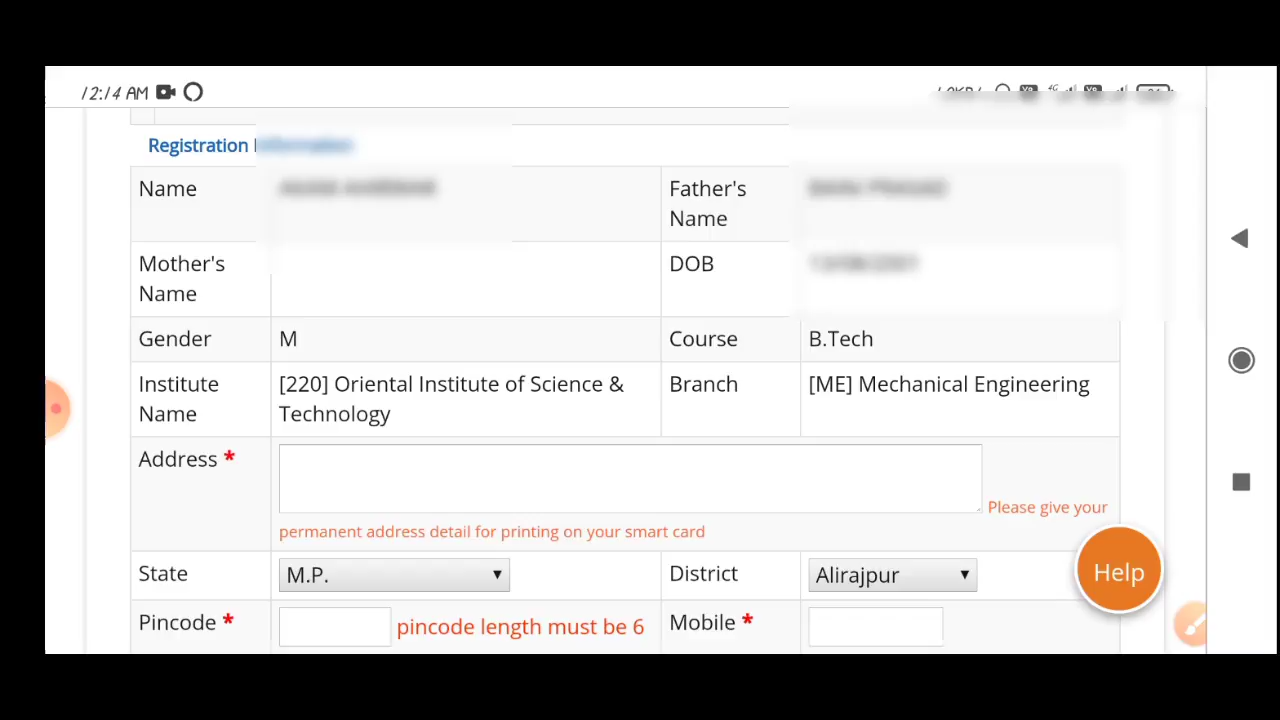 12:14 AM
Registration Information
Name
Father's
Name
Mother's
Name
DOB
Gender
M
Course
B.Tech
Institute
Name
[220] Oriental Institute of Science &
Technology
Branch
[ME] Mechanical Engineering
Address *
Please give your
permanent address detail for printing on your smart card
State
M.P.
District
Alirajpur
Help
Pincode *
pincode length must be 6
Mobile *